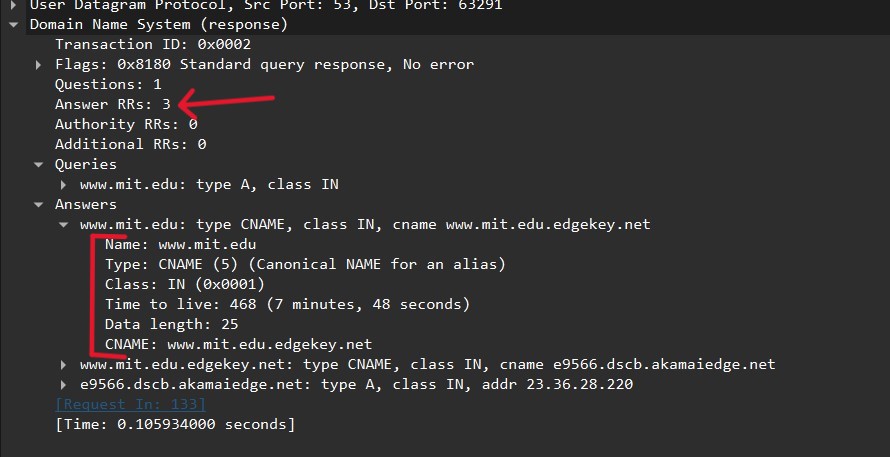 User Datagram Protocol, Src Port: 53, Dst Port: 63291
Domain Name System (response)
Transaction ID: 0x0002
Flags: 0x8180 Standard query response, No error
Questions: 1
Answer RRs: 3
Authority RRs: 0
Additional RRs: 0
Queries
www.mit.edu: type A, class IN
Answers
www.mit.edu: type CNAME, class IN, cname www.mit.edu.edgekey.net
Name: www.mit.edu
Type: CNAME (5) (Canonical NAME for an alias)
Class: IN (0x0001)
Time to live: 468 (7 minutes, 48 seconds)
Data length: 25
CNAME: www.mit.edu.edgekey.net
www.mit.edu.edgekey.net: type CNAME, class IN, cname e9566.dscb.akamaiedge.net
e9566.dscb.akamaiedge.net: type A, class IN, addr 23.36.28.220
[Request In: 133]
[Time: 0.105934000 seconds]